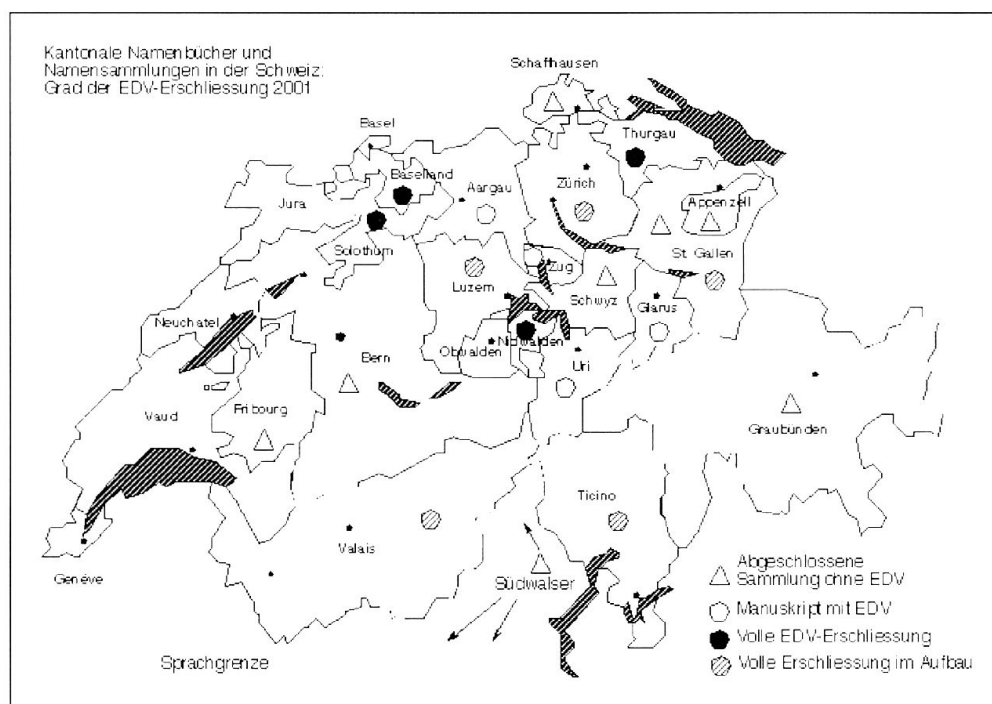 Kantonale Namenbücher und
Namensammlungen in der Schweiz:
Grad der EDV-Erschliessung 2001
Schaffhausen
Basel
Thurgau
Baselland
Aargau
Zürich
Jura
Appenzell
Solothurn
St. Gallen
Zug
Luzern
Schwyz
Neuchatel
Glarus
Nidwalden
Obwalden
Bern
Uri
Fribourg
Vaud
Graubünden
Ticino
Valais
Genéve
Südwalser
Abgeschlossene
Sammlung ohne EDV
Manuskript mit EDV
Volle EDV-Erschliessung
Volle Erschliessung im Aufbau
Sprachgrenze